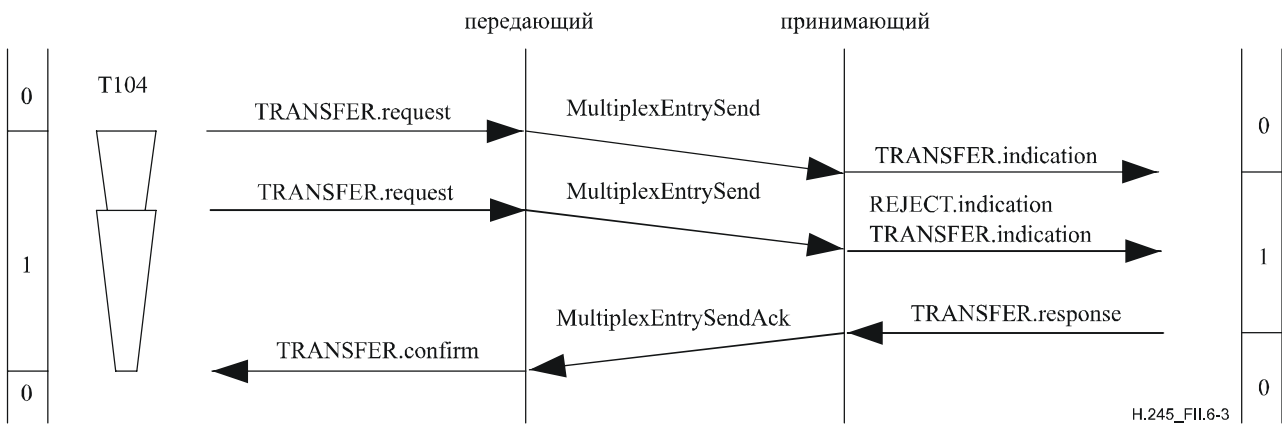 передающий принимающий
T104
0
TRANSFER.request
MultiplexEntrySend
0
TRANSFER.indication
TRANSFER.request
MultiplexEntrySend
REJECT.indication
TRANSFER.indication
1
1
MultiplexEntrySendAck
TRANSFER.response
TRANSFER.confirm
0
0
H.245_FII.6-3